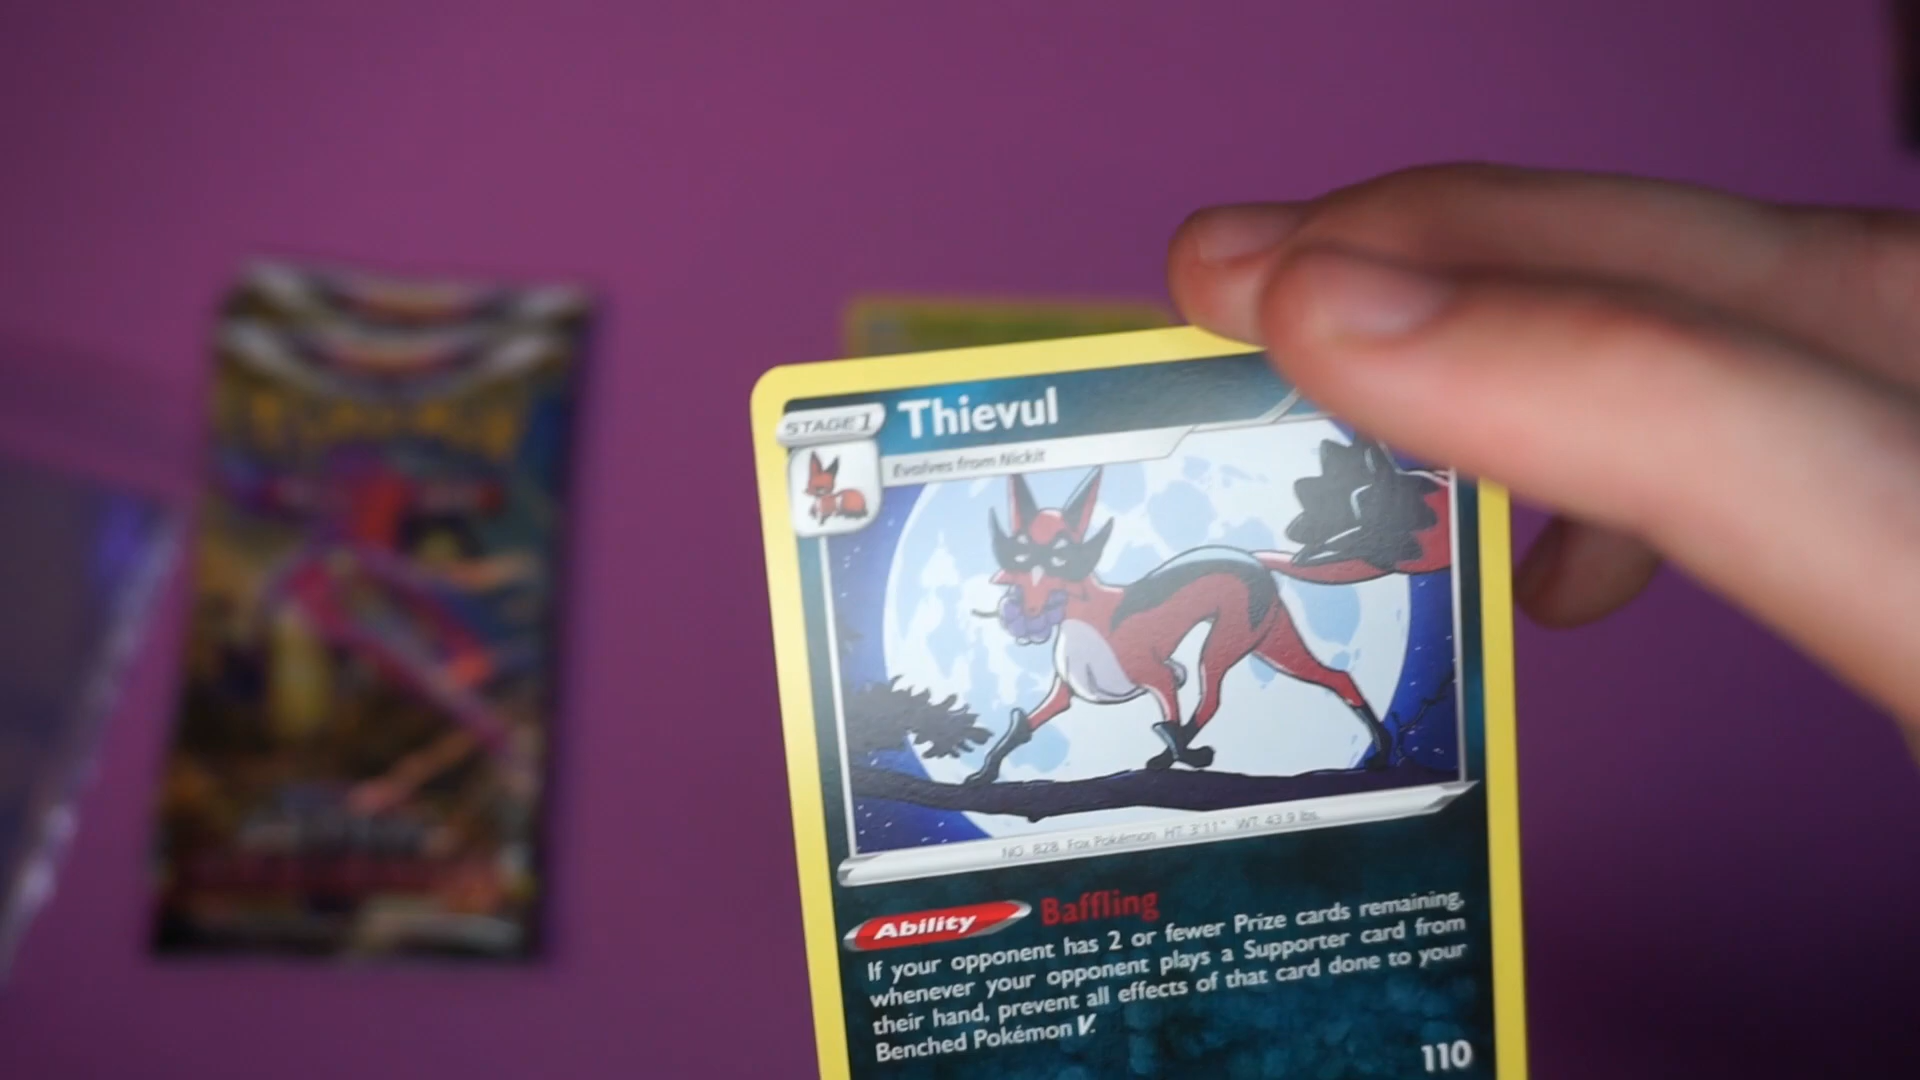 STAGE 1 Thievul
Evolves from Nickit
NO. 828 Fox Pokémon HT. 3'11" WT. 43.9 lbs.
Ability Baffling
If your opponent has 2 or fewer Prize cards remaining,
whenever your opponent plays a Supporter card from
their hand, prevent all effects of that card done to your
Benched Pokémon V.
110